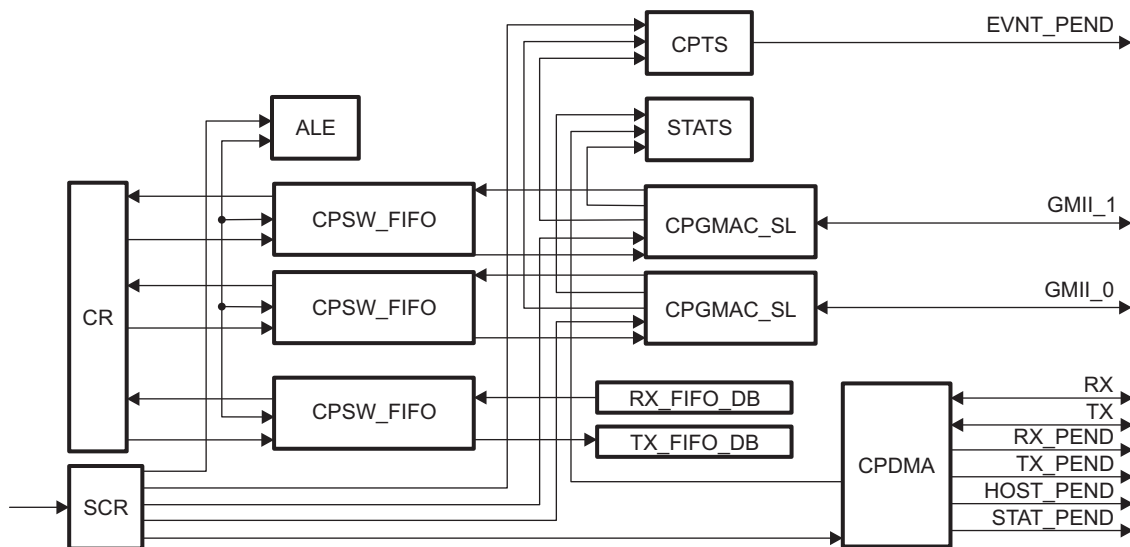 EVNT_PEND
CPTS
ALE
STATS
CPSW_FIFO
CPGMAC_SL
GMII_1
CR
CPSW_FIFO
CPGMAC_SL
GMII_0
CPSW_FIFO
RX_FIFO_DB
TX_FIFO_DB
CPDMA
RX
TX
RX_PEND
TX_PEND
HOST_PEND
STAT_PEND
SCR